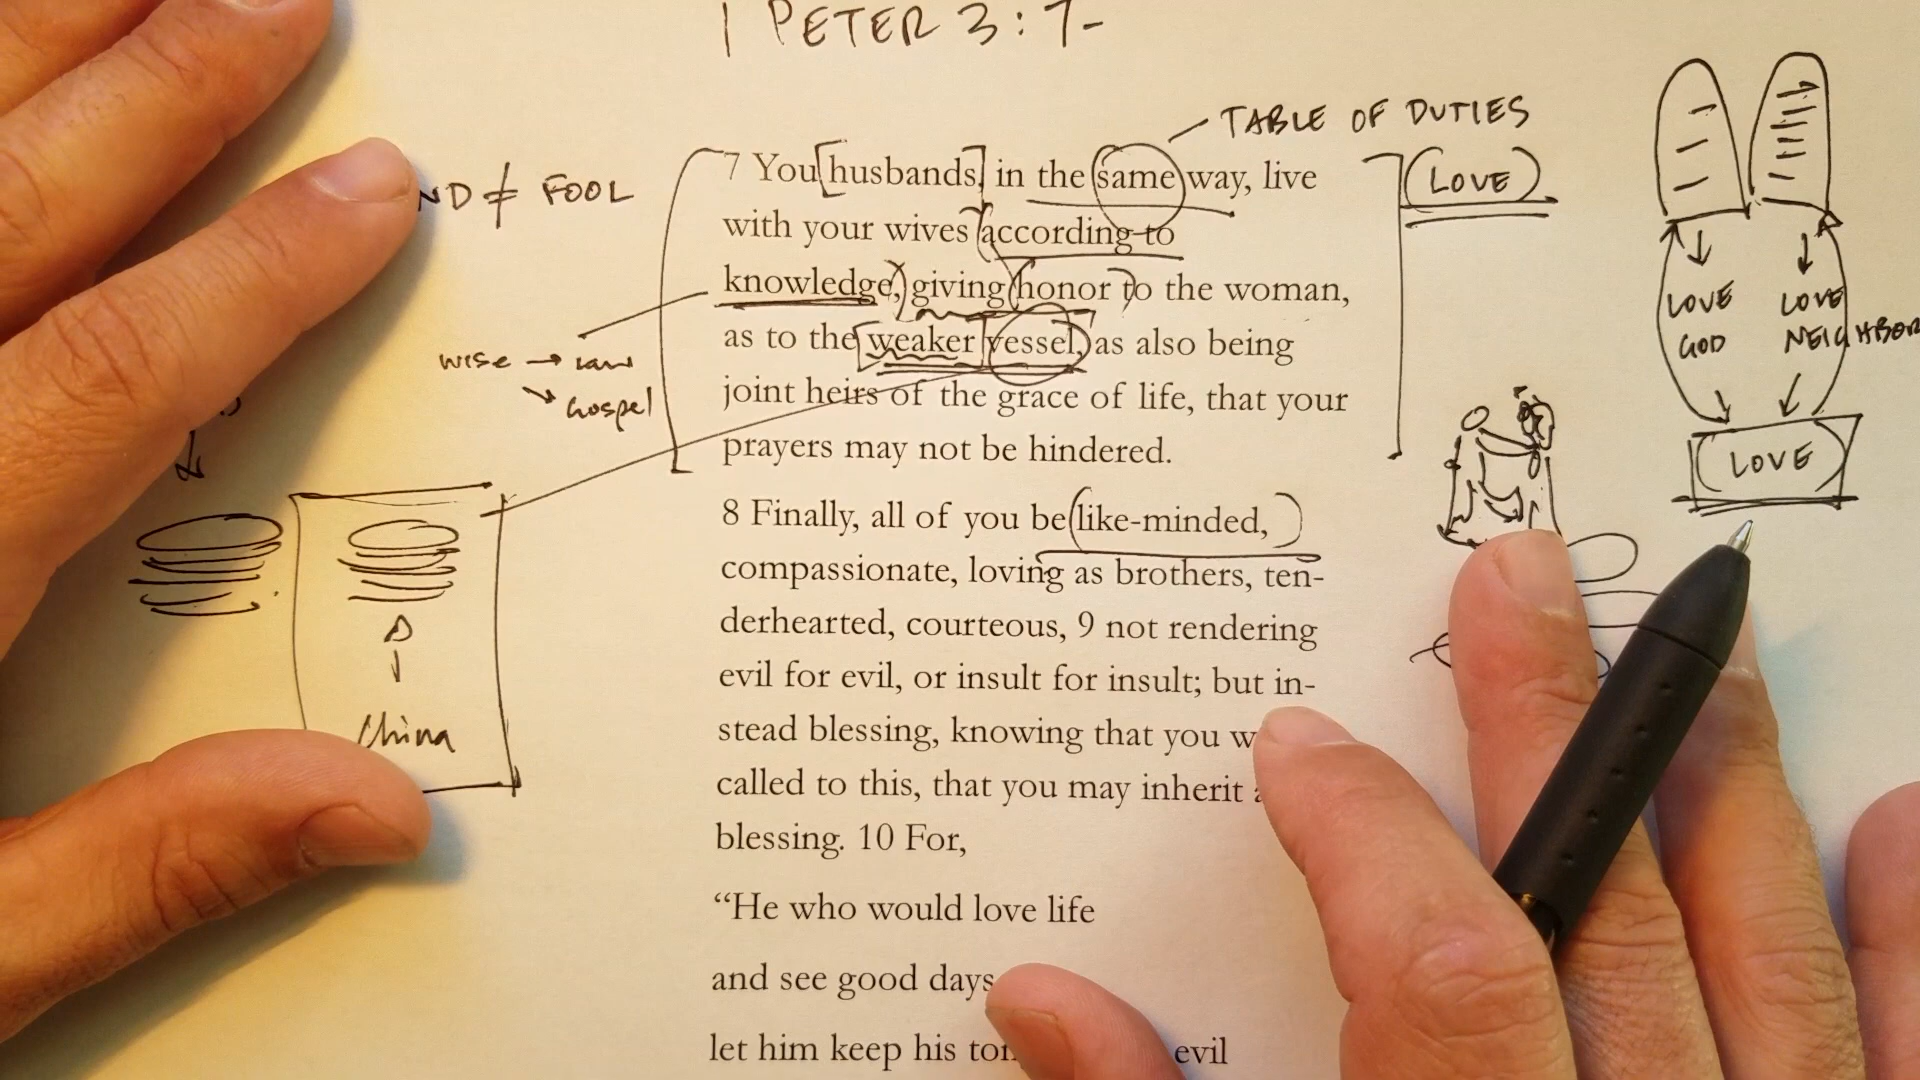 1 PETER 3:7-
TABLE OF DUTIES
≠ FOOL
(LOVE)
7 You [husbands,] in the same way, live
with your wives (according to
knowledge,) giving (honor to the woman,
as to the [weaker vessel,) as also being
joint heirs of the grace of life, that your
prayers may not be hindered.
wise → law
↘ Gospel
8 Finally, all of you be (like-minded, )
compassionate, loving as brothers, ten-
derhearted, courteous, 9 not rendering
evil for evil, or insult for insult; but in-
stead blessing, knowing that you
called to this, that you may inherit
blessing. 10 For,
“He who would love life
and see good days
let him keep his
evil
China
LOVE
GOD
LOVE
NEIGHBOR
LOVE